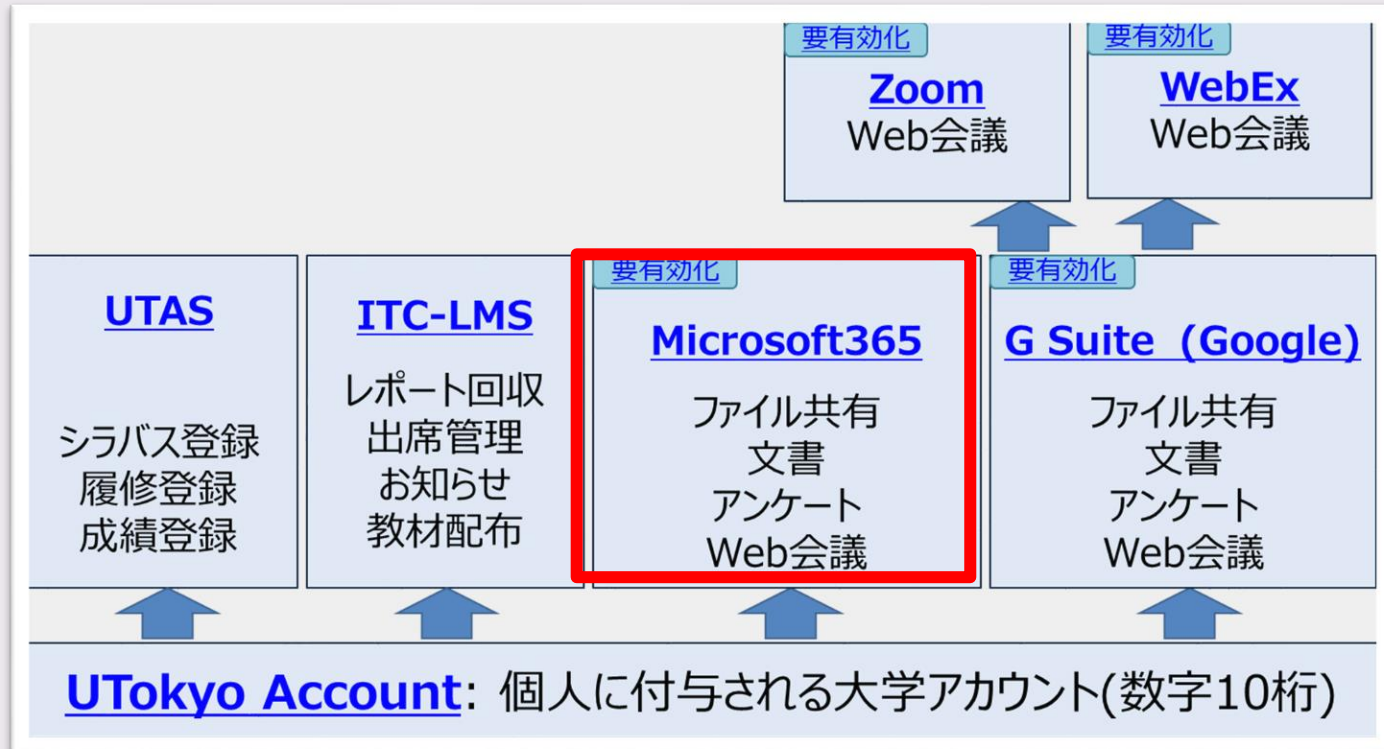 要有効化
Zoom
Web会議
要有効化
WebEx
Web会議
UTAS
シラバス登録
履修登録
成績登録
ITC-LMS
レポート回収
出席管理
お知らせ
教材配布
要有効化
Microsoft365
ファイル共有
文書
アンケート
Web会議
要有効化
G Suite (Google)
ファイル共有
文書
アンケート
Web会議
UTokyo Account: 個人に付与される大学アカウント(数字10桁)